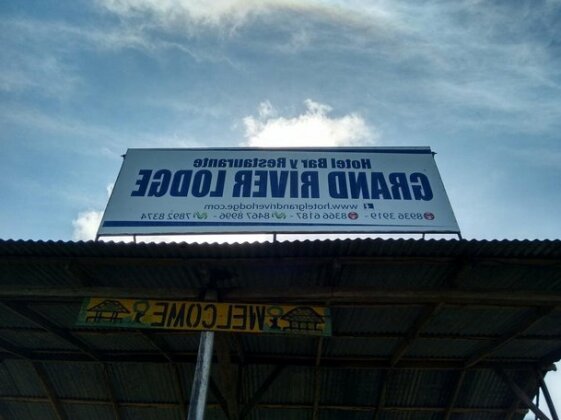 Hotel Bar y Restaurante
GRAND RIVER LODGE
www.hotelgrandriverlodge.com
8936 3919 - 8366 6187 - 8467 8996 - 7892 8374
WELCOME